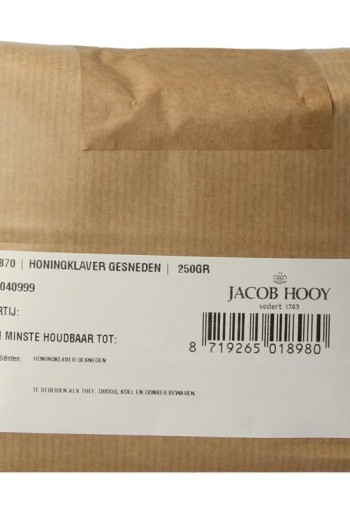 870 | HONINGKLAVER GESNEDEN | 250GR
040999
JACOB HOOY
sedert 1743
RTIJ:
N MINSTE HOUDBAAR TOT:
8 719265 018980
diënten: HONINGKLAVER GESNEDEN
TE BEREIDEN ALS THEE. DROOG, KOEL EN DONKER BEWAREN.